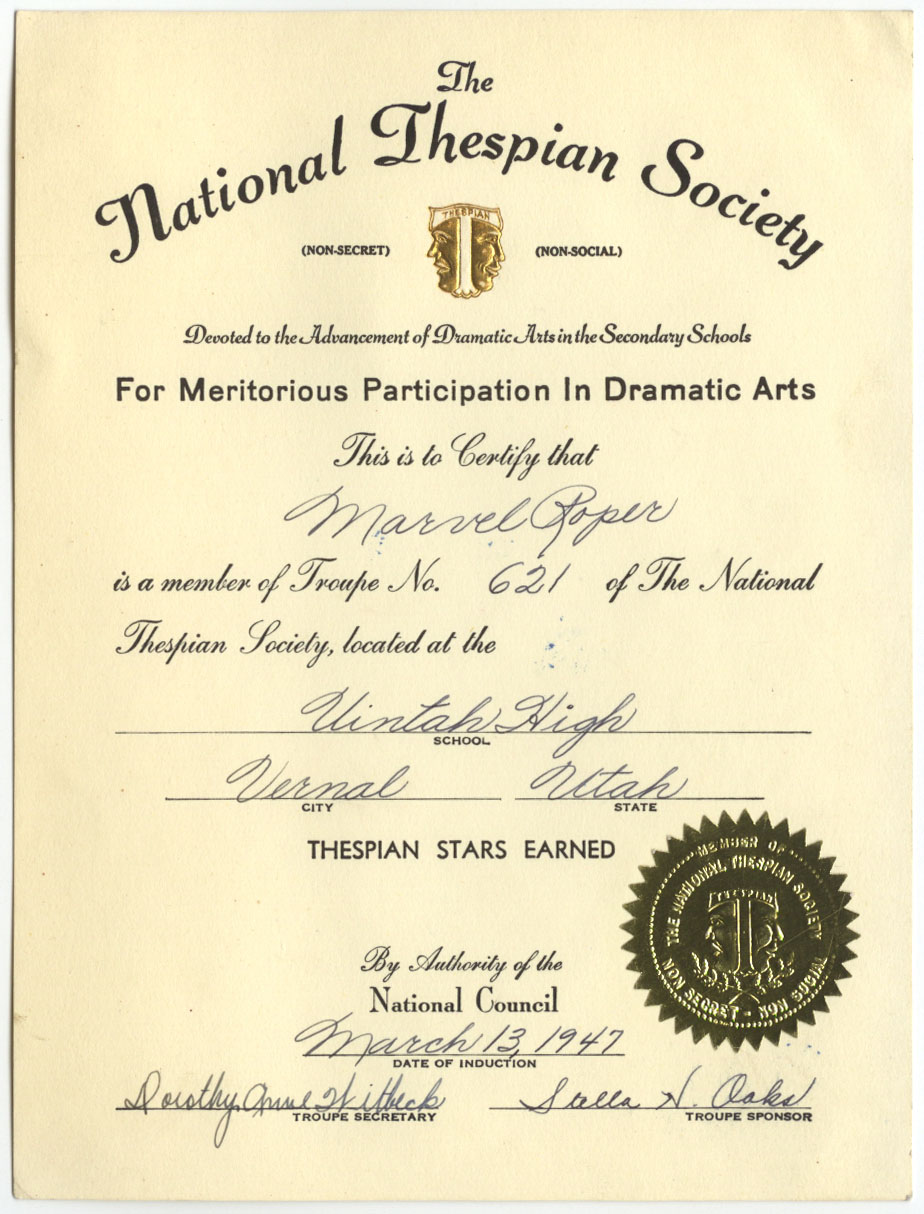 The
National Thespian Society
THESPIAN
(NON-SECRET) (NON-SOCIAL)
Devoted to the Advancement of Dramatic Arts in the Secondary Schools
For Meritorious Participation In Dramatic Arts
This is to Certify that
Marvel Roper
is a member of Troupe No. 621 of The National
Thespian Society, located at the
Uintah High
SCHOOL
Vernal Utah
CITY STATE
THESPIAN STARS EARNED
MEMBER OF
THE NATIONAL THESPIAN SOCIETY
THESPIAN
NON SECRET - NON SOCIAL
By Authority of the
National Council
March 13, 1947
DATE OF INDUCTION
Dorothy Anne Witbeck Stella H. Oaks
TROUPE SECRETARY TROUPE SPONSOR